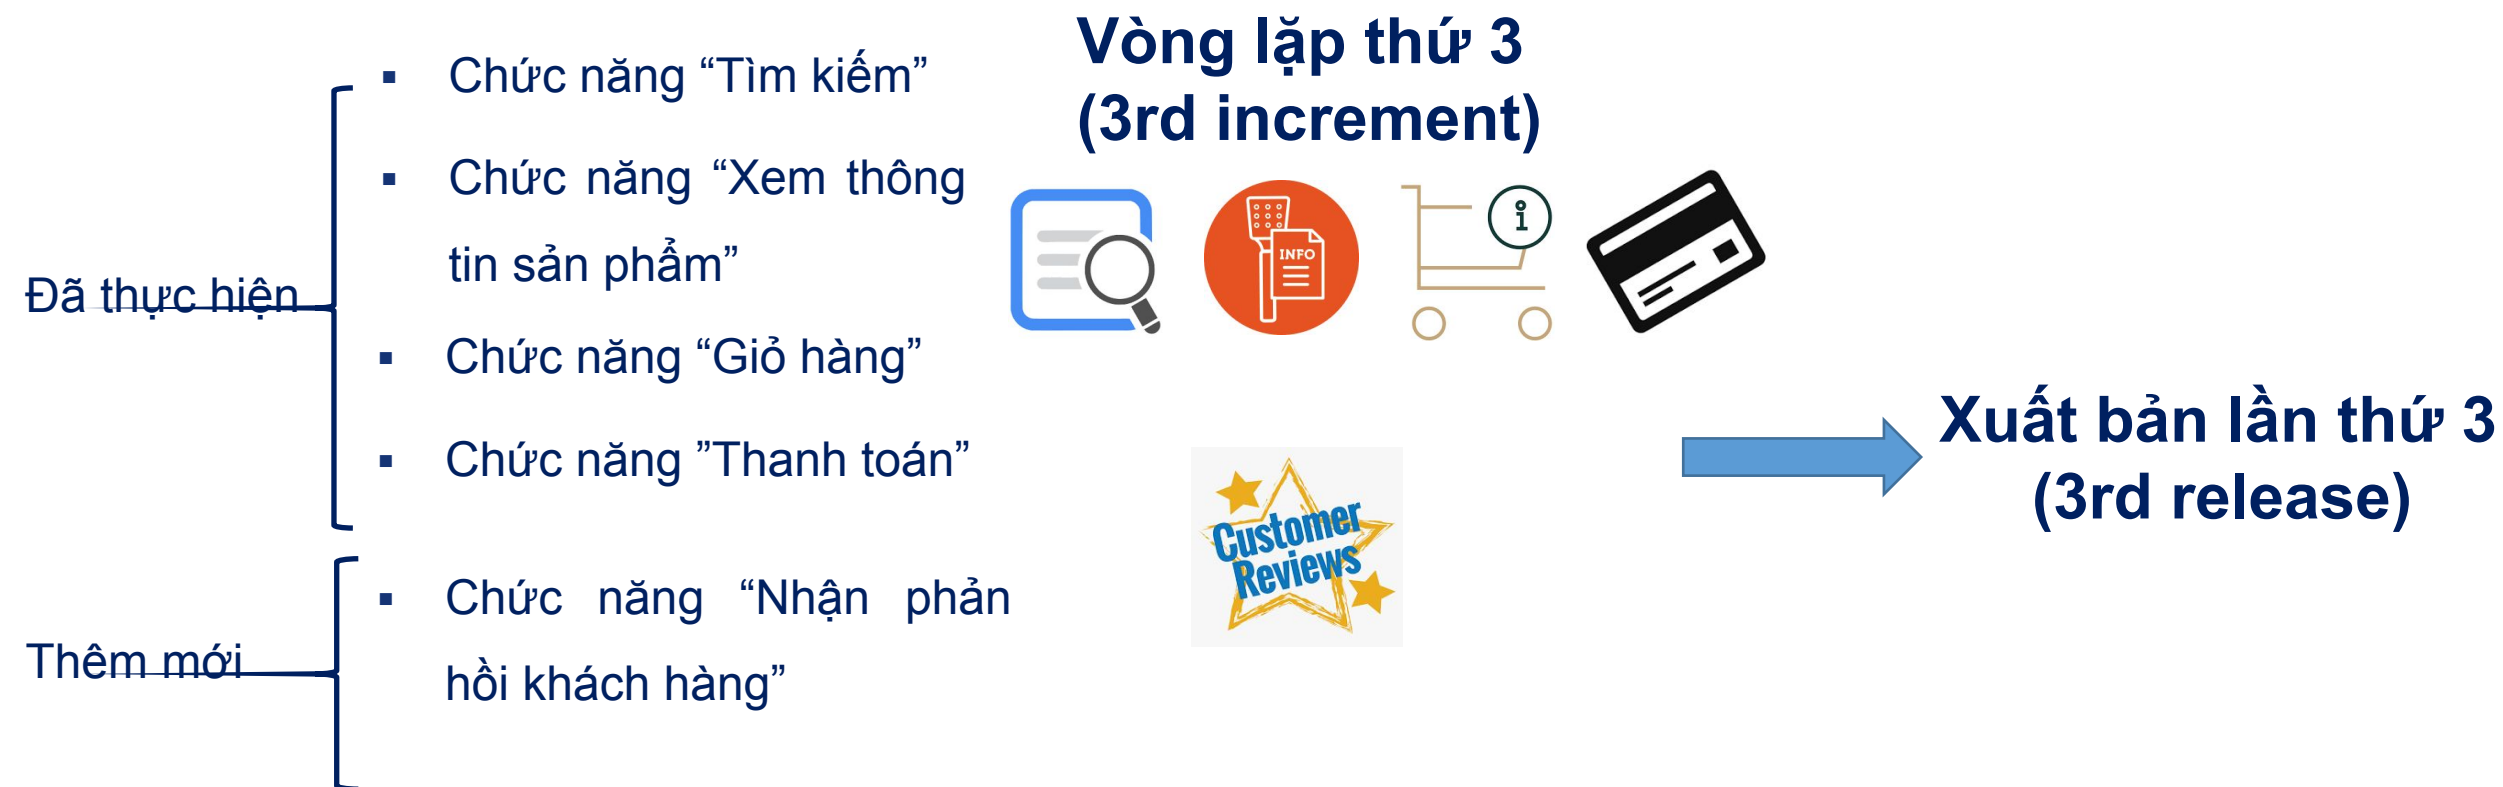 Vòng lặp thứ 3
(3rd increment)
Đã thực hiện
▪ Chức năng “Tìm kiếm”
▪ Chức năng “Xem thông
tin sản phẩm”
▪ Chức năng “Giỏ hàng”
▪ Chức năng ”Thanh toán”
Thêm mới
▪ Chức năng “Nhận phản
hồi khách hàng”
INFO
i
Customer
Reviews
Xuất bản lần thứ 3
(3rd release)